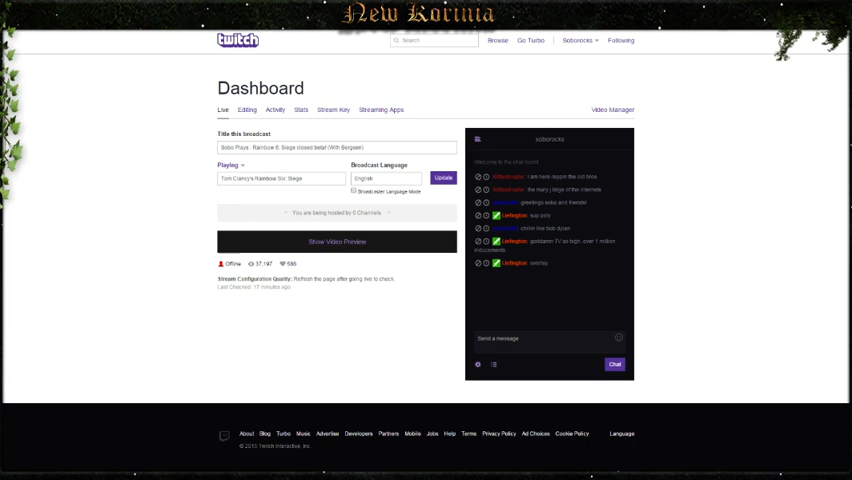 New Korinia
twitch
Search
Browse
Go Turbo
Soborocks
Following
Dashboard
Live
Editing
Activity
Stats
Stream Key
Streaming Apps
Video Manager
Title this broadcast
Sobo Plays : Rainbow 6: Siege closed beta! (With Bergsen)
Playing
Broadcast Language
Tom Clancy's Rainbow Six: Siege
English
Update
Broadcaster Language Mode
You are being hosted by 0 Channels.
Show Video Preview
Offline
37,197
586
Stream Configuration Quality: Refresh the page after going live to check.
Last Checked: 17 minutes ago
soborocks
Welcome to the chat room!
i am here reppin the old bros
the mary j blige of the internets
greetings sobo and friends!
sup poly
chillin like bob dylan
goddamn TV so high. over 1 million
inducements
overlay
Send a message
Chat
About
Blog
Turbo
Music
Advertise
Developers
Partners
Mobile
Jobs
Help
Terms
Privacy Policy
Ad Choices
Cookie Policy
Language
© 2015 Twitch Interactive, Inc.